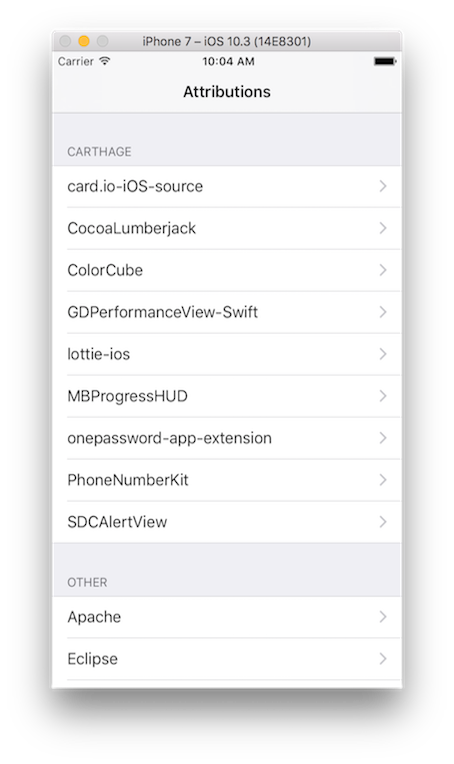 iPhone 7 – iOS 10.3 (14E8301)
Carrier 10:04 AM
Attributions
CARTHAGE
card.io-iOS-source
CocoaLumberjack
ColorCube
GDPerformanceView-Swift
lottie-ios
MBProgressHUD
onepassword-app-extension
PhoneNumberKit
SDCAlertView
OTHER
Apache
Eclipse